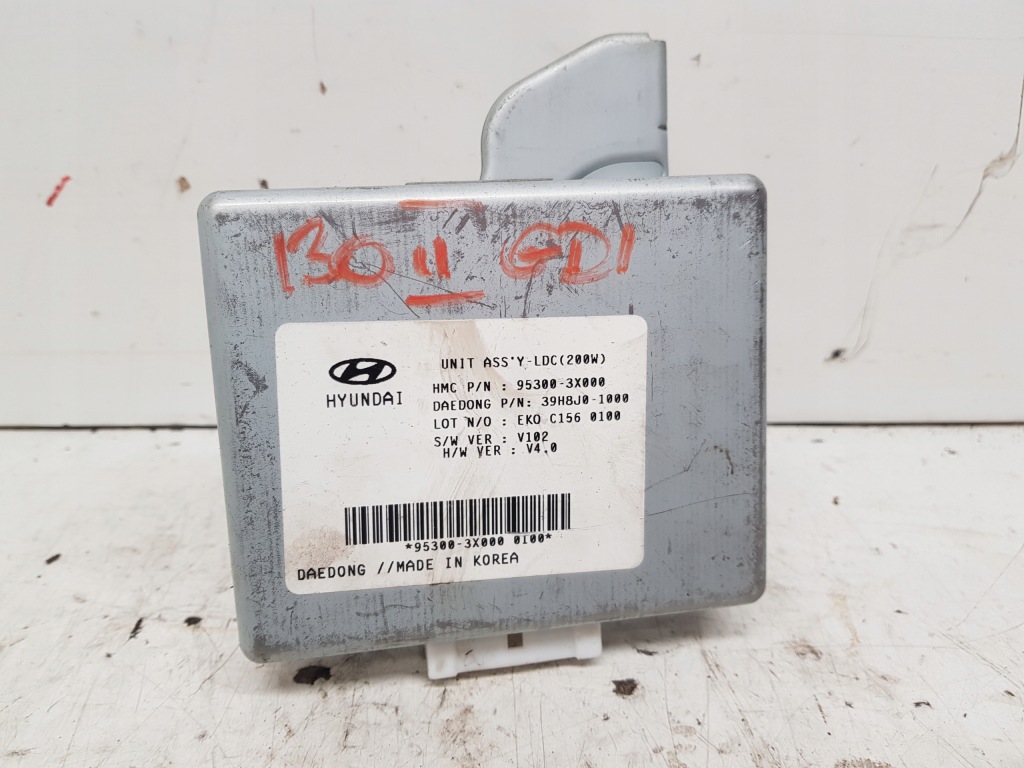 I30 II GDI
UNIT ASS'Y-LDC(200W)
HYUNDAI
HMC P/N : 95300-3X000
DAEDONG P/N: 39H8J0-1000
LOT N/O : EKO C156 0100
S/W VER : V102
H/W VER : V4.0
*95300-3X000 0100*
DAEDONG //MADE IN KOREA